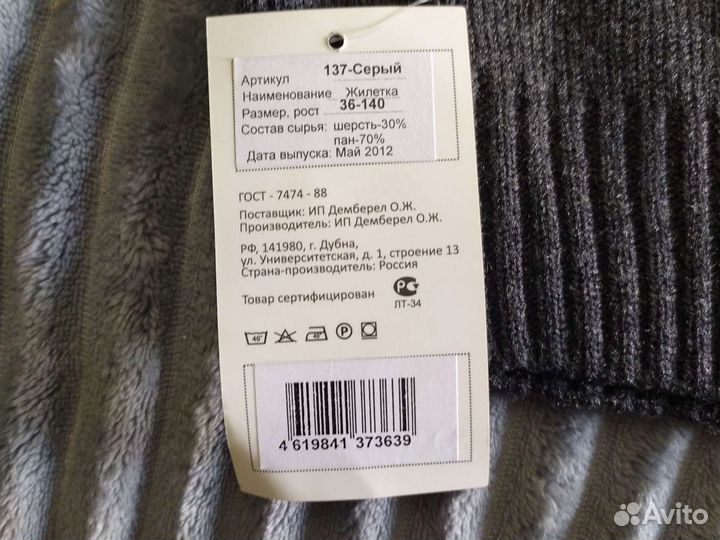 Артикул 137-Серый
Наименование Жилетка
Размер, рост 36-140
Состав сырья: шерсть-30%
пан-70%
Дата выпуска: Май 2012
ГОСТ - 7474 - 88
Поставщик: ИП Демберел О.Ж.
Производитель: ИП Демберел О.Ж.
РФ, 141980, г. Дубна,
ул. Университетская, д. 1, строение 13
Страна-производитель: Россия
Товар сертифицирован
ЛТ-34
40°
P
4 619841 373639
Avito